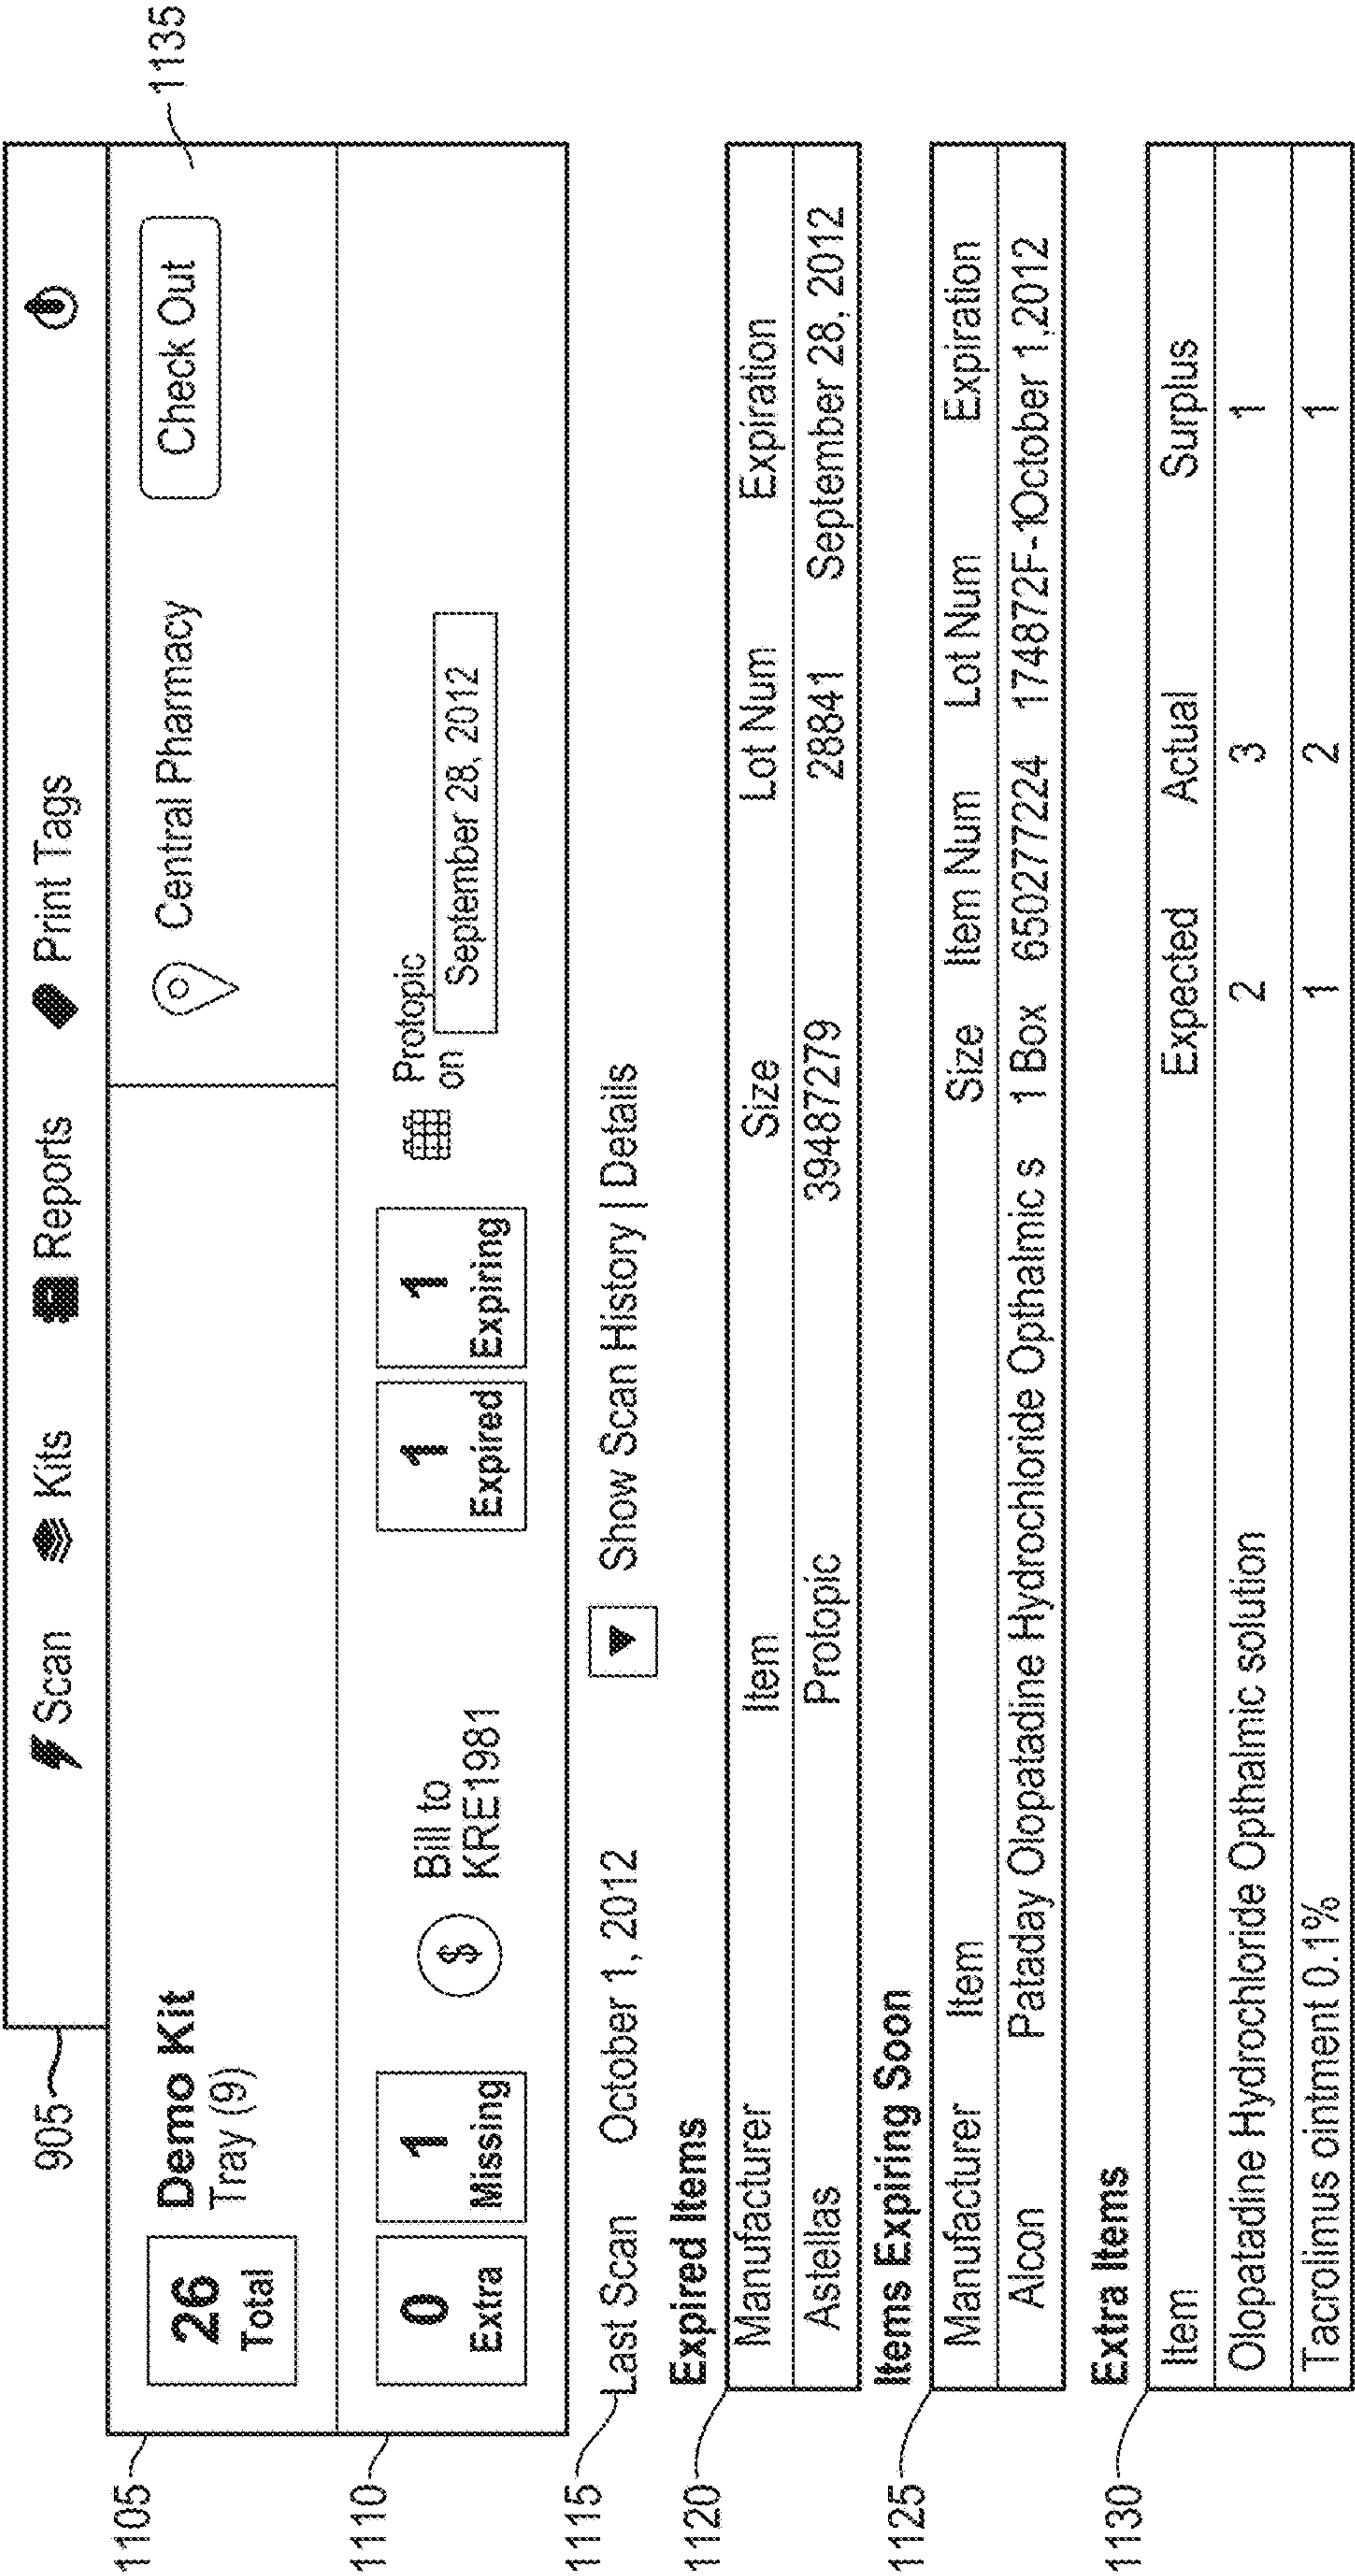 905
Scan Kits Reports Print Tags
1105
26
Total
Demo Kit
Tray (9)
Central Pharmacy
Check Out
1135
1110
0
Extra
1
Missing
$
Bill to
KRE1981
1
Expired
1
Expiring
Protopic
on
September 28, 2012
1115
Last Scan October 1, 2012 Show Scan History | Details
Expired Items
1120
Manufacturer Item Size Lot Num Expiration
Astellas Protopic 39487279 28841 September 28, 2012
Items Expiring Soon
1125
Manufacturer Item Size Item Num Lot Num Expiration
Alcon Pataday Olopatadine Hydrochloride Opthalmic s 1 Box 650277224 174872F-1October 1,2012
Extra Items
1130
Item Expected Actual Surplus
Olopatadine Hydrochloride Opthalmic solution 2 3 1
Tacrolimus ointment 0.1% 1 2 1